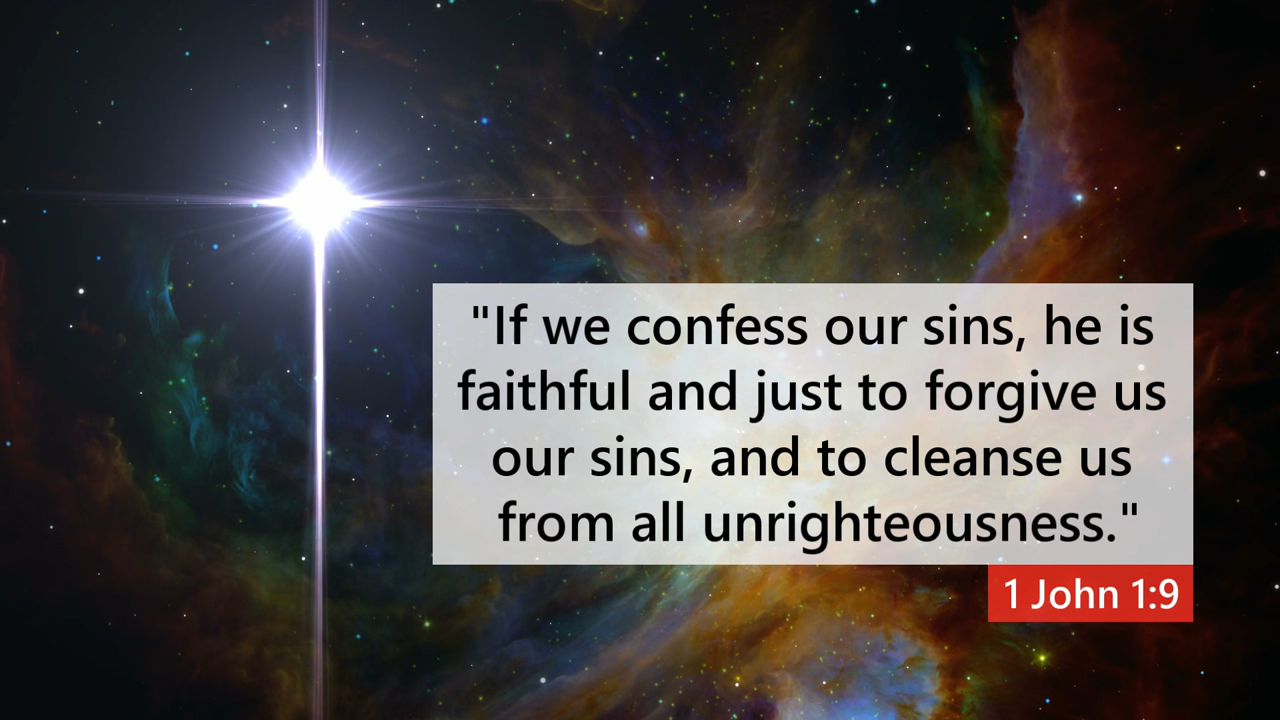 "If we confess our sins, he is
faithful and just to forgive us
our sins, and to cleanse us
from all unrighteousness."
1 John 1:9